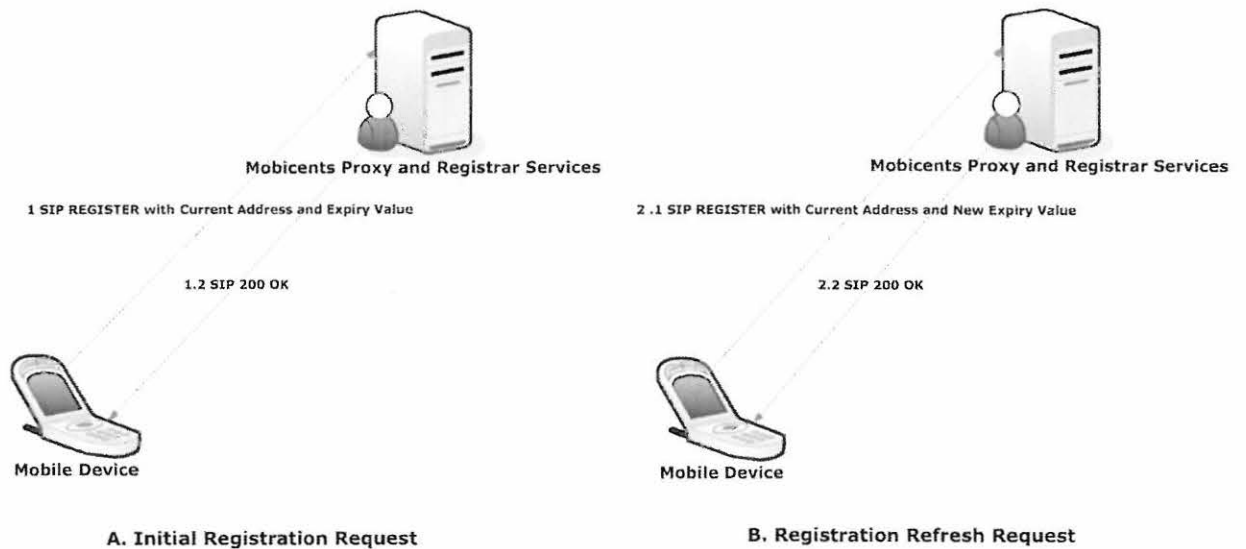 Mobicents Proxy and Registrar Services
1 SIP REGISTER with Current Address and Expiry Value
1.2 SIP 200 OK
Mobile Device
A. Initial Registration Request
Mobicents Proxy and Registrar Services
2 .1 SIP REGISTER with Current Address and New Expiry Value
2.2 SIP 200 OK
Mobile Device
B. Registration Refresh Request